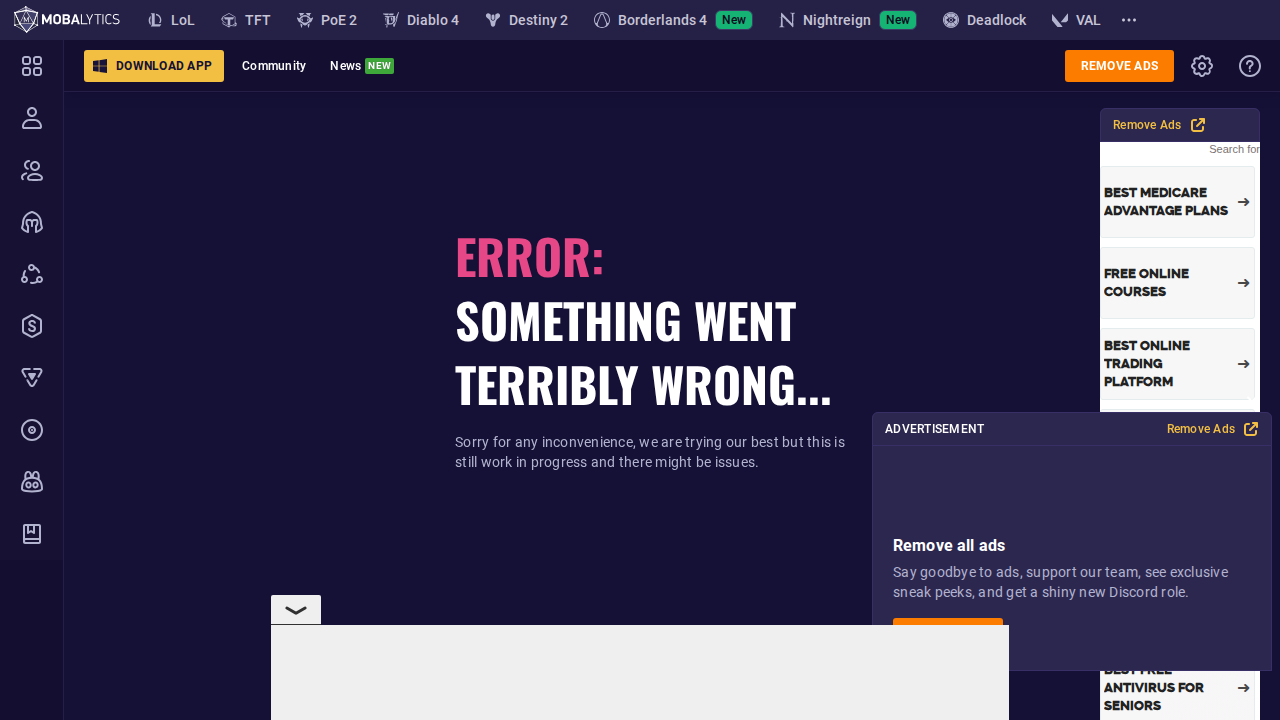 MOBALYTICS
LoL
TFT
PoE 2
Diablo 4
Destiny 2
Borderlands 4 New
Nightreign New
Deadlock
VAL
DOWNLOAD APP
Community
News NEW
REMOVE ADS
Remove Ads
Search for
BEST MEDICARE
ADVANTAGE PLANS
FREE ONLINE
COURSES
BEST ONLINE
TRADING
PLATFORM
ERROR:
SOMETHING WENT
TERRIBLY WRONG...
Sorry for any inconvenience, we are trying our best but this is
still work in progress and there might be issues.
ADVERTISEMENT
Remove Ads
Remove all ads
Say goodbye to ads, support our team, see exclusive
sneak peeks, and get a shiny new Discord role.
BEST FREE
ANTIVIRUS FOR
SENIORS